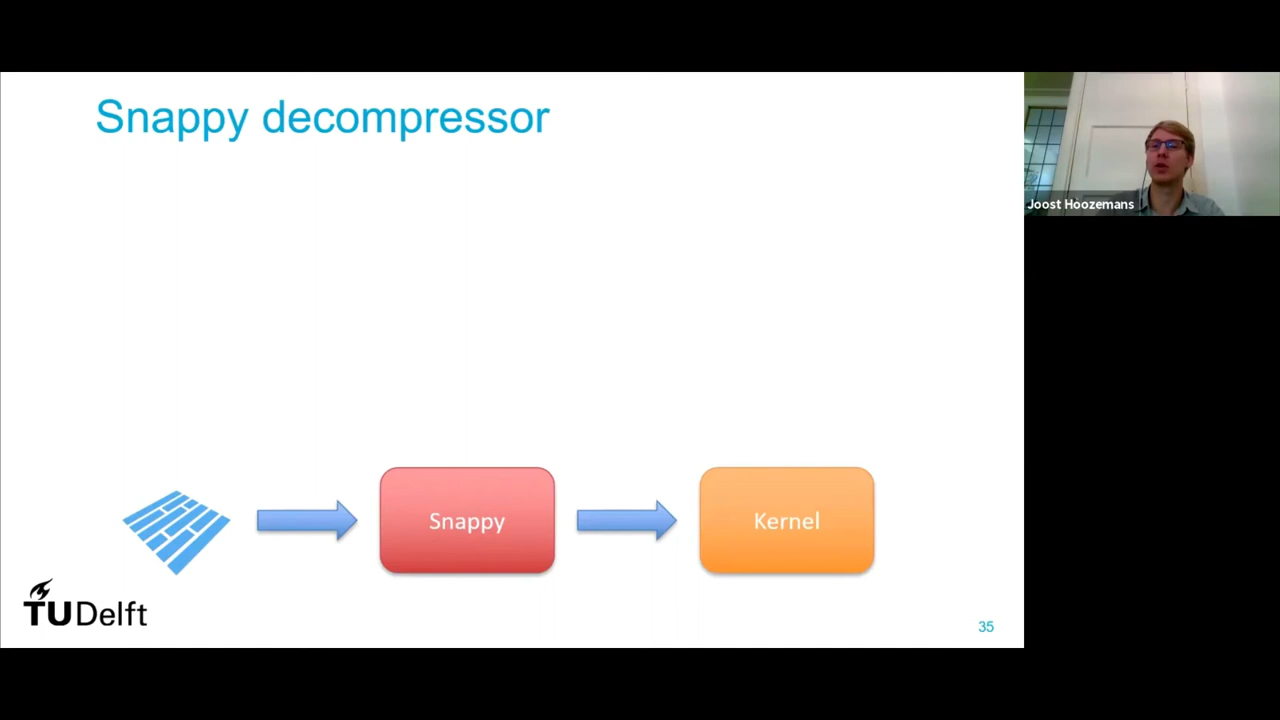 Snappy decompressor
Joost Hoozemans
Snappy
Kernel
TUDelft
35